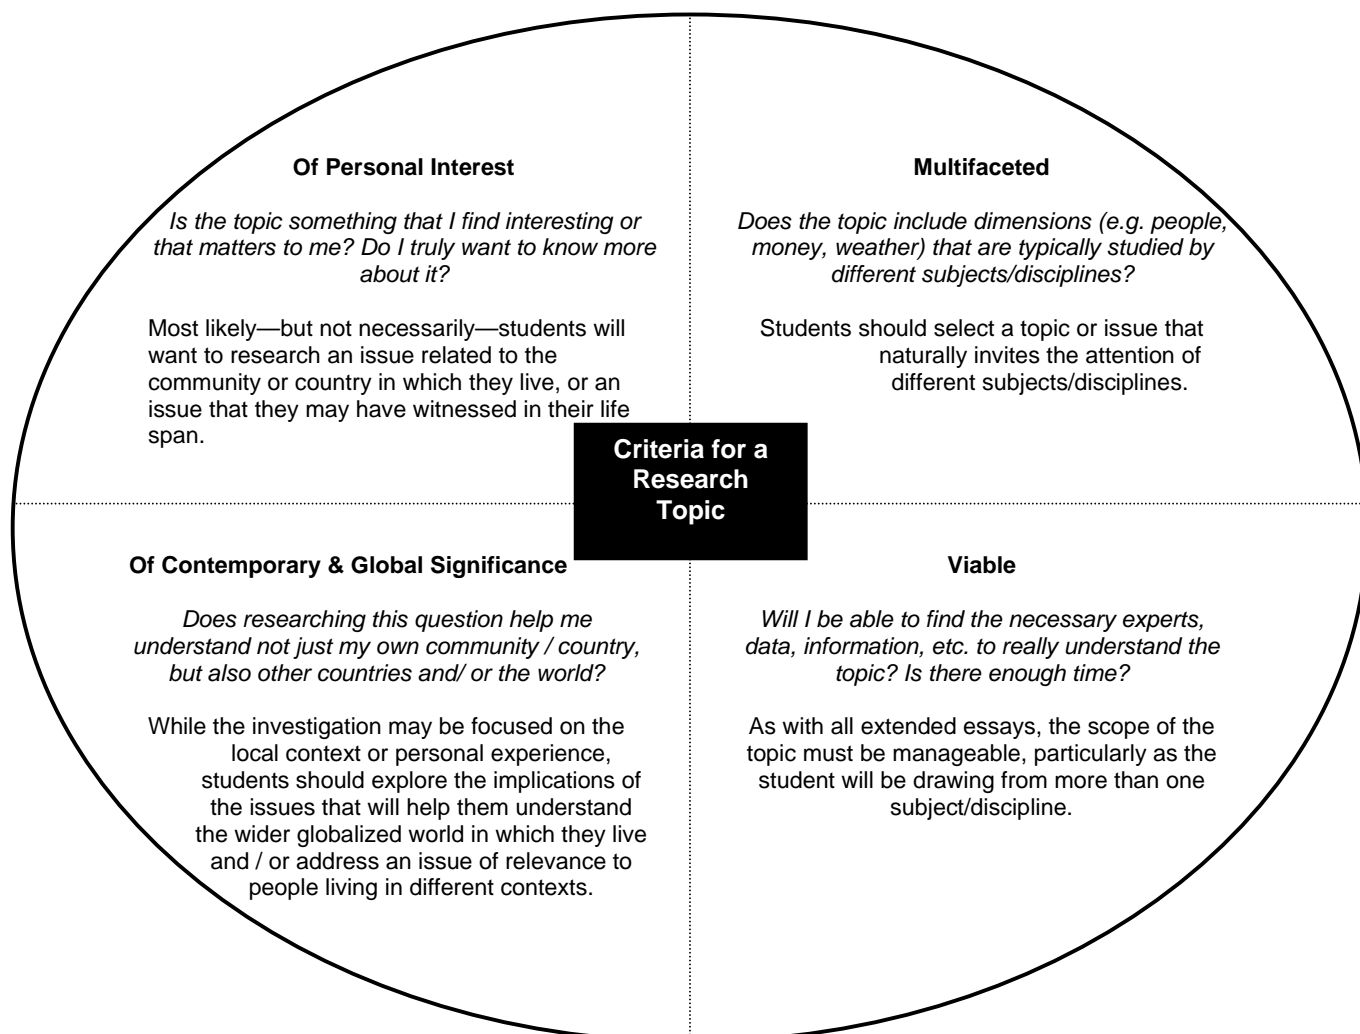 Of Personal Interest
Is the topic something that I find interesting or
that matters to me? Do I truly want to know more
about it?
Most likely—but not necessarily—students will
want to research an issue related to the
community or country in which they live, or an
issue that they may have witnessed in their life
span.
Multifaceted
Does the topic include dimensions (e.g. people,
money, weather) that are typically studied by
different subjects/disciplines?
Students should select a topic or issue that
naturally invites the attention of
different subjects/disciplines.
Criteria for a
Research
Topic
Of Contemporary & Global Significance
Does researching this question help me
understand not just my own community / country,
but also other countries and/ or the world?
While the investigation may be focused on the
local context or personal experience,
students should explore the implications of
the issues that will help them understand
the wider globalized world in which they live
and / or address an issue of relevance to
people living in different contexts.
Viable
Will I be able to find the necessary experts,
data, information, etc. to really understand the
topic? Is there enough time?
As with all extended essays, the scope of the
topic must be manageable, particularly as the
student will be drawing from more than one
subject/discipline.